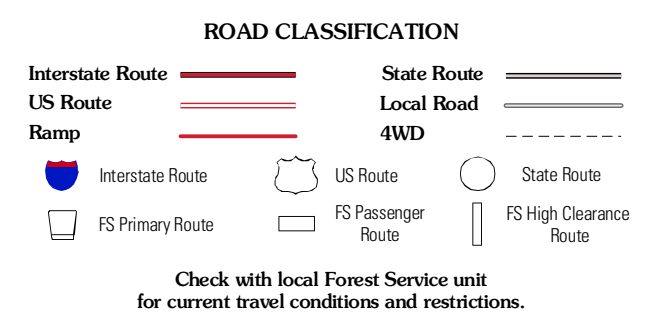 ROAD CLASSIFICATION
Interstate Route
State Route
US Route
Local Road
Ramp
4WD
Interstate Route
US Route
State Route
FS Primary Route
FS Passenger
Route
FS High Clearance
Route
Check with local Forest Service unit
for current travel conditions and restrictions.